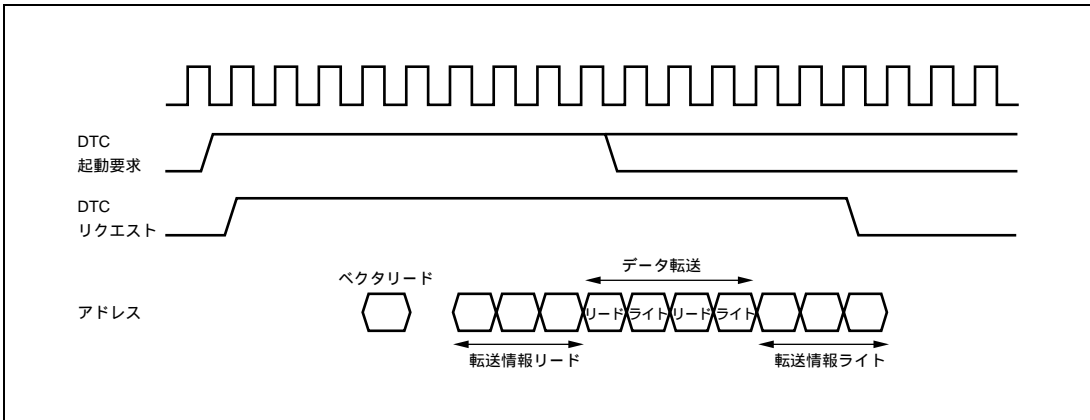 DTC
起動要求
DTC
リクエスト
データ転送
ベクタリード
アドレス
リード ライト リード ライト
転送情報リード
転送情報ライト